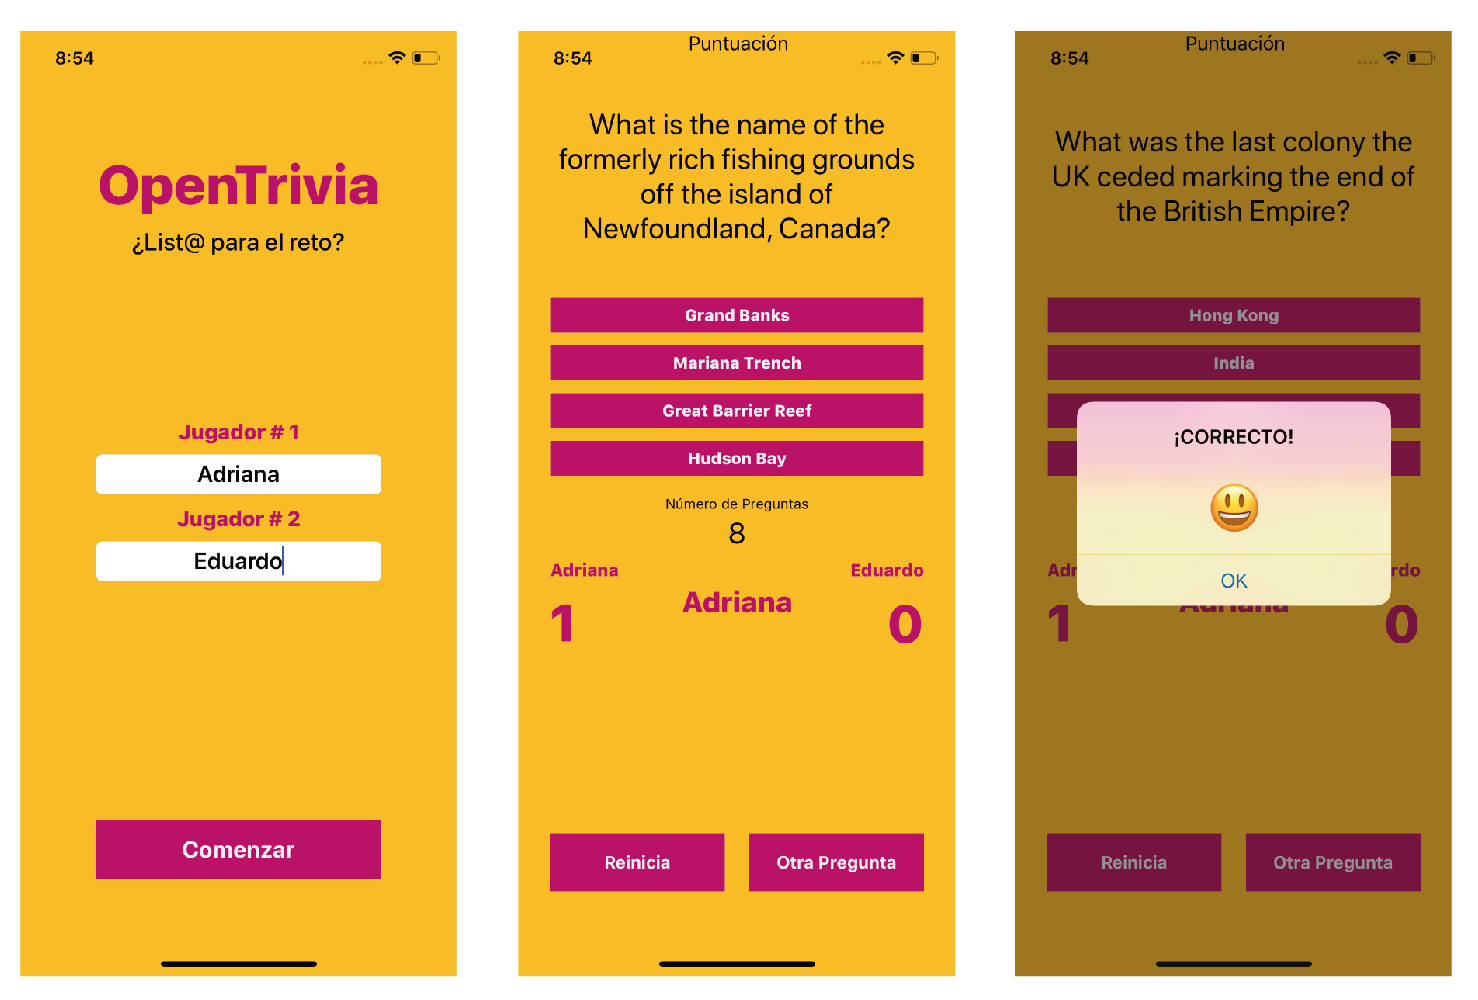 8:54
OpenTrivia
¿List@ para el reto?
Jugador # 1
Adriana
Jugador # 2
Eduardo
Comenzar
Puntuación
8:54
What is the name of the
formerly rich fishing grounds
off the island of
Newfoundland, Canada?
Grand Banks
Mariana Trench
Great Barrier Reef
Hudson Bay
Número de Preguntas
8
Adriana
Eduardo
Adriana
1
0
Reinicia
Otra Pregunta
Puntuación
8:54
What was the last colony the
UK ceded marking the end of
the British Empire?
Hong Kong
India
¡CORRECTO!
OK
1
0
Reinicia
Otra Pregunta